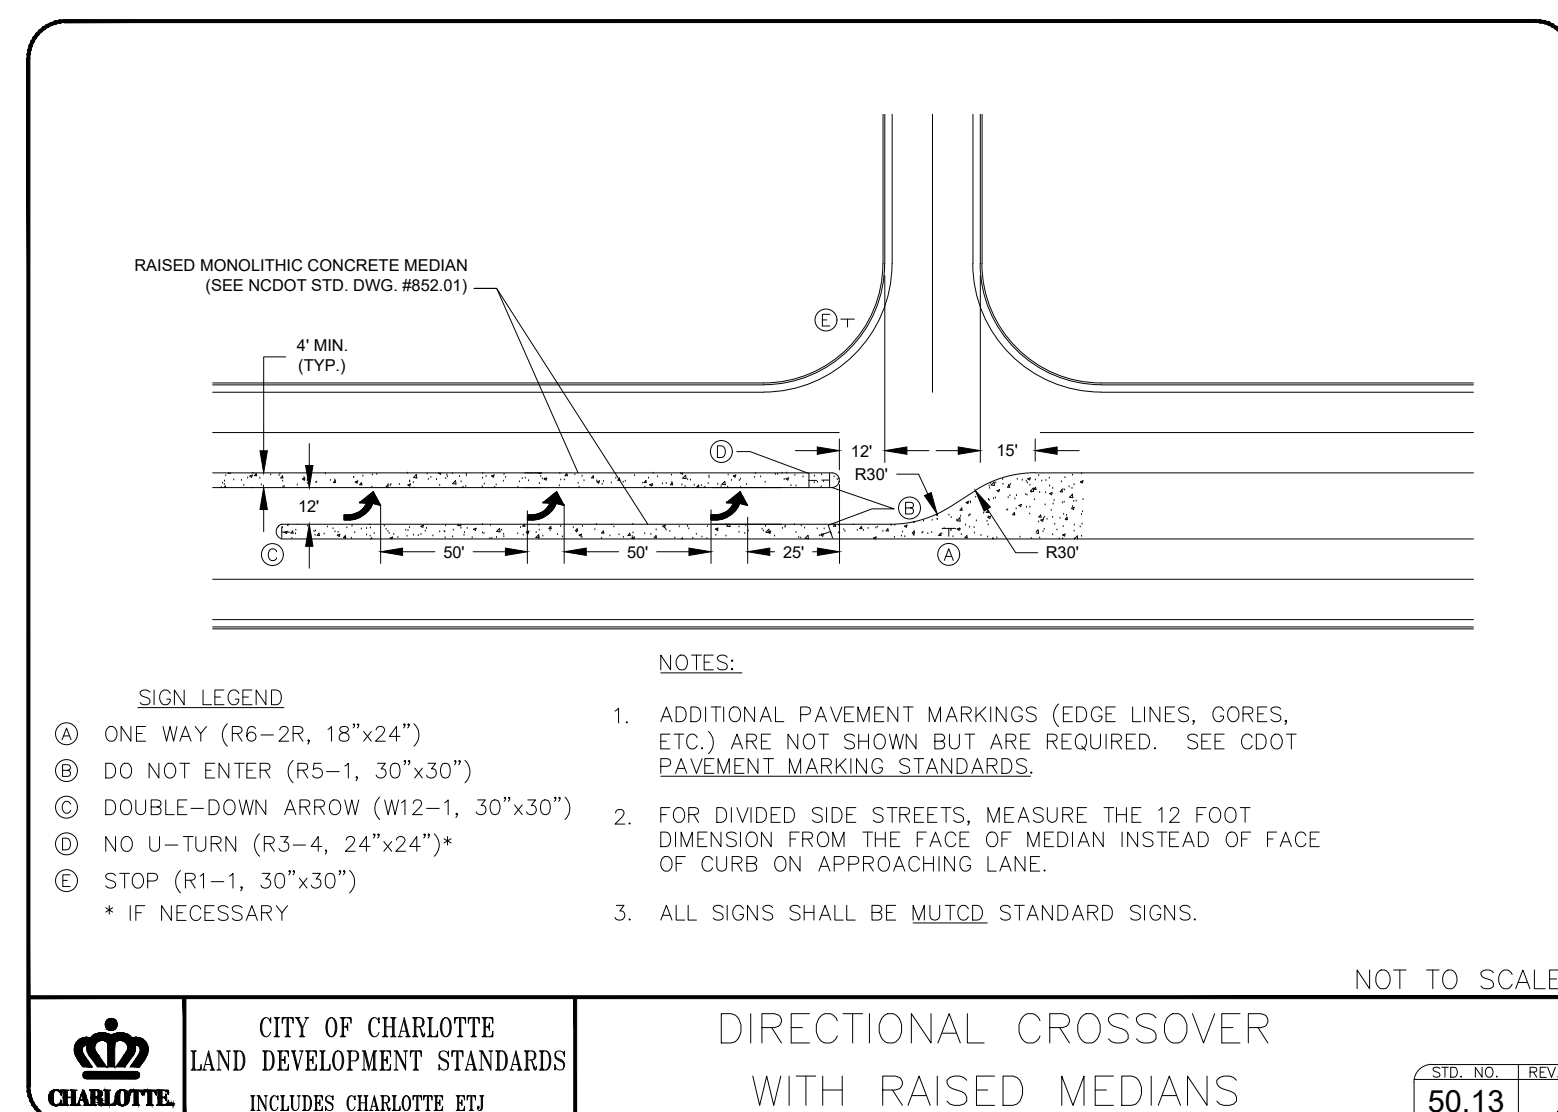 RAISED MONOLITHIC CONCRETE MEDIAN
(SEE NCDOT STD. DWG. #852.01)
4' MIN.
(TYP.)
E
D
12'
15'
R30'
12'
B
C
50'
50'
25'
A
R30'
SIGN LEGEND
A ONE WAY (R6-2R, 18”x24”)
B DO NOT ENTER (R5-1, 30”x30”)
C DOUBLE-DOWN ARROW (W12-1, 30”x30”)
D NO U-TURN (R3-4, 24”x24”)*
E STOP (R1-1, 30”x30”)
* IF NECESSARY
NOTES:
1. ADDITIONAL PAVEMENT MARKINGS (EDGE LINES, GORES,
ETC.) ARE NOT SHOWN BUT ARE REQUIRED. SEE CDOT
PAVEMENT MARKING STANDARDS.
2. FOR DIVIDED SIDE STREETS, MEASURE THE 12 FOOT
DIMENSION FROM THE FACE OF MEDIAN INSTEAD OF FACE
OF CURB ON APPROACHING LANE.
3. ALL SIGNS SHALL BE MUTCD STANDARD SIGNS.
NOT TO SCALE
CHARLOTTE.
CITY OF CHARLOTTE
LAND DEVELOPMENT STANDARDS
INCLUDES CHARLOTTE ETJ
DIRECTIONAL CROSSOVER
WITH RAISED MEDIANS
STD. NO. REV.
50.13